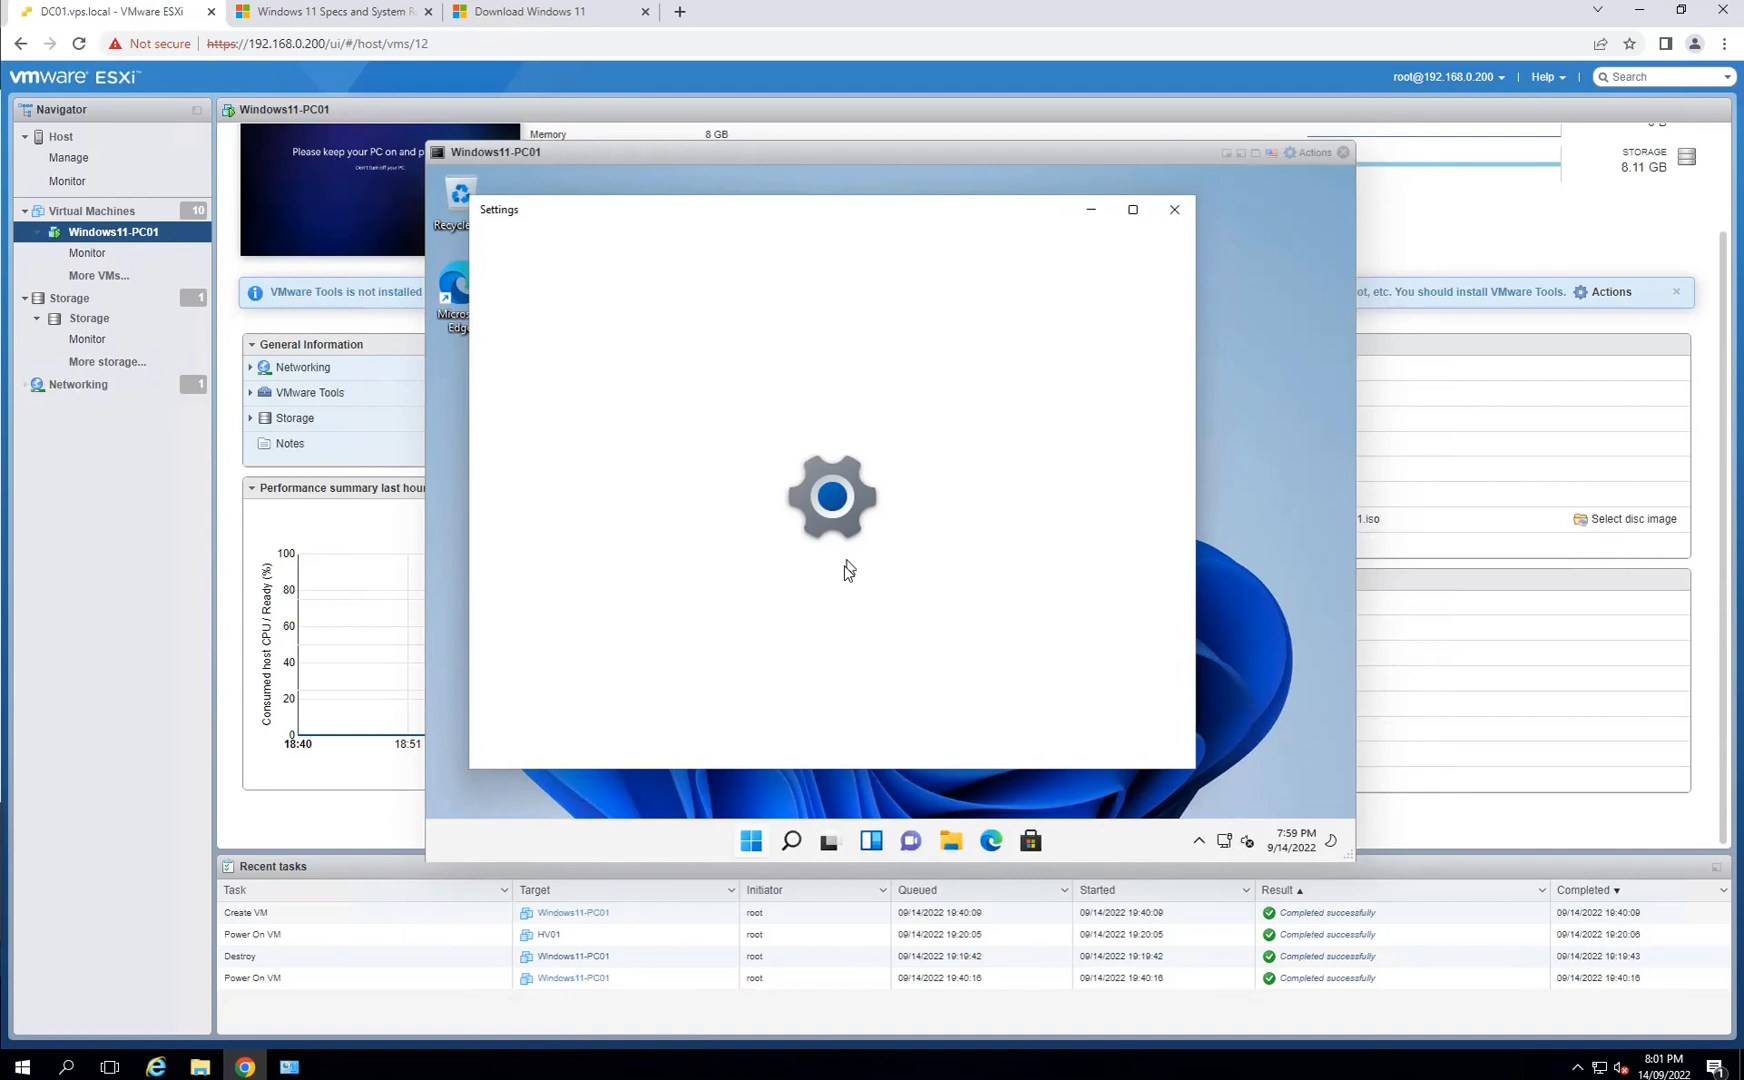 DC01.vps.local - VMware ESXi
Windows 11 Specs and System R
Download Windows 11
Not secure
https://192.168.0.200/ui/#/host/vms/12
vmware ESXi™
root@192.168.0.200
Help
Search
Navigator
Windows11-PC01
Host
Manage
Monitor
Virtual Machines
10
Windows11-PC01
Monitor
More VMs...
Storage
1
Storage
Monitor
More storage...
Networking
1
Please keep your PC on and p
Don't turn off your PC.
Memory
8 GB
STORAGE
8.11 GB
Windows11-PC01
Actions
Recycle
Micros
Edge
Settings
VMware Tools is not installed
ot, etc. You should install VMware Tools.
Actions
General Information
Networking
VMware Tools
Storage
Notes
1.iso
Select disc image
Performance summary last hour
Consumed host CPU / Ready (%)
100
80
60
40
20
0
18:40
18:51
7:59 PM
9/14/2022
Recent tasks
Task Target Initiator Queued Started Result Completed
Create VM Windows11-PC01 root 09/14/2022 19:40:09 09/14/2022 19:40:09 Completed successfully 09/14/2022 19:40:09
Power On VM HV01 root 09/14/2022 19:20:05 09/14/2022 19:20:05 Completed successfully 09/14/2022 19:20:06
Destroy Windows11-PC01 root 09/14/2022 19:19:42 09/14/2022 19:19:42 Completed successfully 09/14/2022 19:19:43
Power On VM Windows11-PC01 root 09/14/2022 19:40:16 09/14/2022 19:40:16 Completed successfully 09/14/2022 19:40:16
8:01 PM
14/09/2022
1